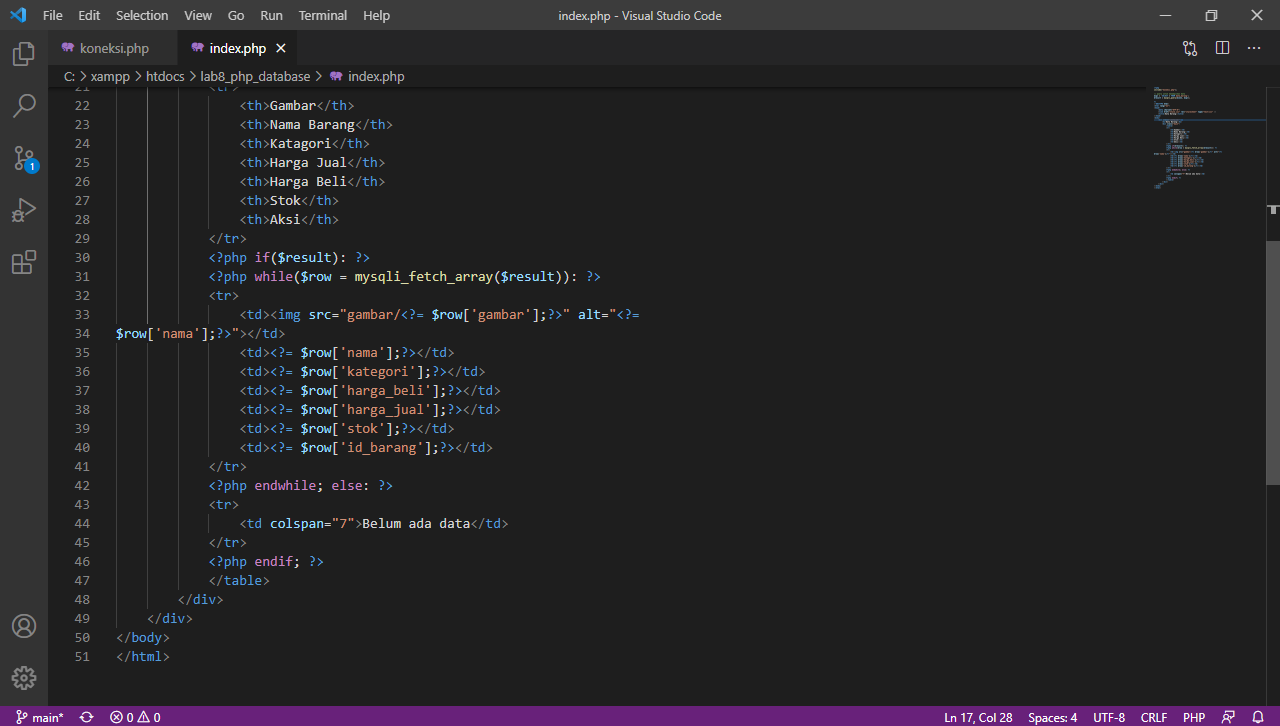 File Edit Selection View Go Run Terminal Help index.php - Visual Studio Code
koneksi.php index.php
C: > xampp > htdocs > lab8_php_database > index.php
21 <tr>
22 <th>Gambar</th>
23 <th>Nama Barang</th>
24 <th>Katagori</th>
25 <th>Harga Jual</th>
26 <th>Harga Beli</th>
27 <th>Stok</th>
28 <th>Aksi</th>
29 </tr>
30 <?php if($result): ?>
31 <?php while($row = mysqli_fetch_array($result)): ?>
32 <tr>
33 <td><img src="gambar/<?= $row['gambar'];?>" alt="<?=
34 $row['nama'];?>"></td>
35 <td><?= $row['nama'];?></td>
36 <td><?= $row['kategori'];?></td>
37 <td><?= $row['harga_beli'];?></td>
38 <td><?= $row['harga_jual'];?></td>
39 <td><?= $row['stok'];?></td>
40 <td><?= $row['id_barang'];?></td>
41 </tr>
42 <?php endwhile; else: ?>
43 <tr>
44 <td colspan="7">Belum ada data</td>
45 </tr>
46 <?php endif; ?>
47 </table>
48 </div>
49 </div>
50 </body>
51 </html>
1
main* 0 0 Ln 17, Col 28 Spaces: 4 UTF-8 CRLF PHP